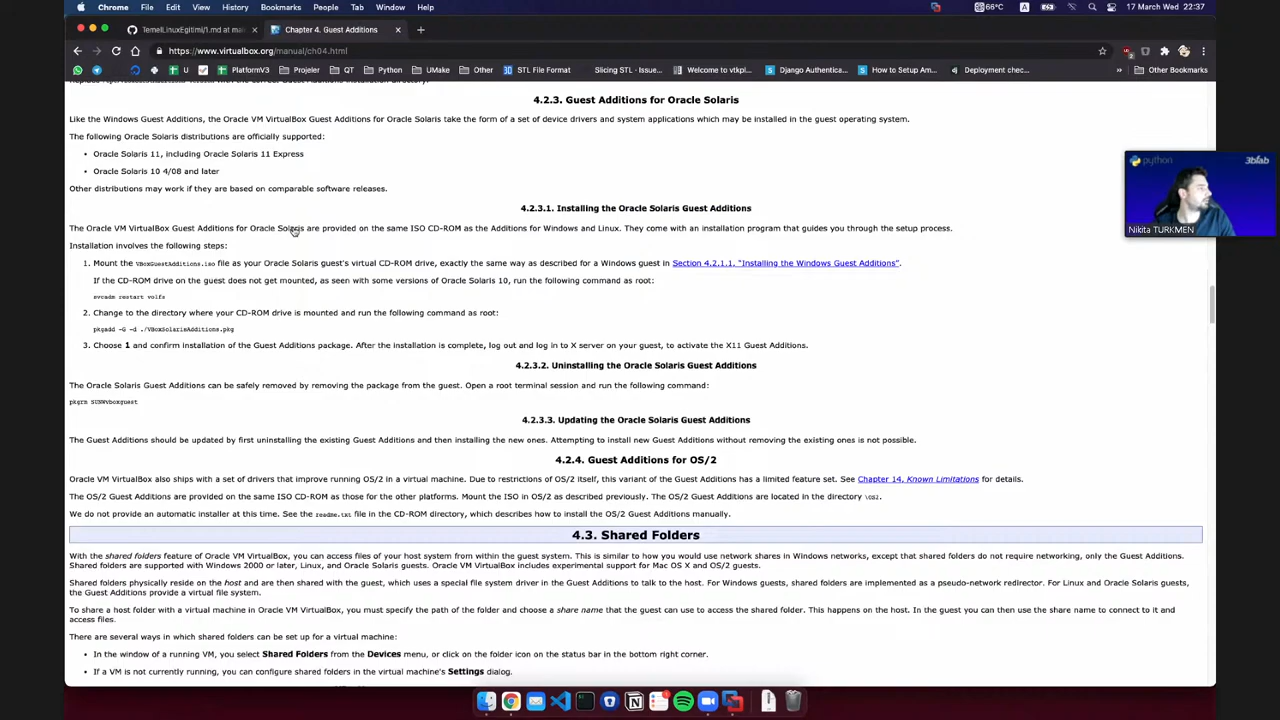 Chrome File Edit View History Bookmarks People Tab Window Help 66°C A 17 March Wed 22:37
TemelLinuxEgitimi/1.md at ma Chapter 4. Guest Additions
https://www.virtualbox.org/manual/ch04.html
U PlatformV3 Projeler QT Python UMake Other STL File Format Slicing STL - Issue... Welcome to vtkpl... Django Authentica... How to Setup Am... Deployment chec... » Other Bookmarks
4.2.3. Guest Additions for Oracle Solaris
Like the Windows Guest Additions, the Oracle VM VirtualBox Guest Additions for Oracle Solaris take the form of a set of device drivers and system applications which may be installed in the guest operating system.
The following Oracle Solaris distributions are officially supported:
• Oracle Solaris 11, including Oracle Solaris 11 Express
• Oracle Solaris 10 4/08 and later
Other distributions may work if they are based on comparable software releases.
python 3blab
Nikita TURKMEN
4.2.3.1. Installing the Oracle Solaris Guest Additions
The Oracle VM VirtualBox Guest Additions for Oracle Solaris are provided on the same ISO CD-ROM as the Additions for Windows and Linux. They come with an installation program that guides you through the setup process.
Installation involves the following steps:
1. Mount the VBoxGuestAdditions.iso file as your Oracle Solaris guest's virtual CD-ROM drive, exactly the same way as described for a Windows guest in Section 4.2.1.1, "Installing the Windows Guest Additions".
If the CD-ROM drive on the guest does not get mounted, as seen with some versions of Oracle Solaris 10, run the following command as root:
svcadm restart volfs
2. Change to the directory where your CD-ROM drive is mounted and run the following command as root:
pkgadd -G -d ./VBoxSolarisAdditions.pkg
3. Choose 1 and confirm installation of the Guest Additions package. After the installation is complete, log out and log in to X server on your guest, to activate the X11 Guest Additions.
4.2.3.2. Uninstalling the Oracle Solaris Guest Additions
The Oracle Solaris Guest Additions can be safely removed by removing the package from the guest. Open a root terminal session and run the following command:
pkgrm SUNWvboxguest
4.2.3.3. Updating the Oracle Solaris Guest Additions
The Guest Additions should be updated by first uninstalling the existing Guest Additions and then installing the new ones. Attempting to install new Guest Additions without removing the existing ones is not possible.
4.2.4. Guest Additions for OS/2
Oracle VM VirtualBox also ships with a set of drivers that improve running OS/2 in a virtual machine. Due to restrictions of OS/2 itself, this variant of the Guest Additions has a limited feature set. See Chapter 14, Known Limitations for details.
The OS/2 Guest Additions are provided on the same ISO CD-ROM as those for the other platforms. Mount the ISO in OS/2 as described previously. The OS/2 Guest Additions are located in the directory \OS2.
We do not provide an automatic installer at this time. See the readme.txt file in the CD-ROM directory, which describes how to install the OS/2 Guest Additions manually.
4.3. Shared Folders
With the shared folders feature of Oracle VM VirtualBox, you can access files of your host system from within the guest system. This is similar to how you would use network shares in Windows networks, except that shared folders do not require networking, only the Guest Additions.
Shared Folders are supported with Windows 2000 or later, Linux, and Oracle Solaris guests. Oracle VM VirtualBox includes experimental support for Mac OS X and OS/2 guests.
Shared folders physically reside on the host and are then shared with the guest, which uses a special file system driver in the Guest Additions to talk to the host. For Windows guests, shared folders are implemented as a pseudo-network redirector. For Linux and Oracle Solaris guests,
the Guest Additions provide a virtual file system.
To share a host folder with a virtual machine in Oracle VM VirtualBox, you must specify the path of the folder and choose a share name that the guest can use to access the shared folder. This happens on the host. In the guest you can then use the share name to connect to it and
access files.
There are several ways in which shared folders can be set up for a virtual machine:
• In the window of a running VM, you select Shared Folders from the Devices menu, or click on the folder icon on the status bar in the bottom right corner.
• If a VM is not currently running, you can configure shared folders in the virtual machine's Settings dialog.